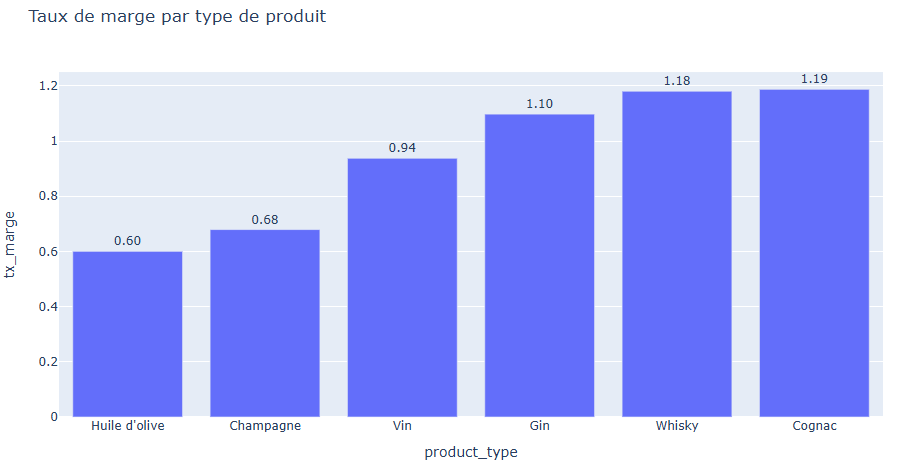 Taux de marge par type de produit
1.2
1
0.8
0.6
0.4
0.2
0
tx_marge
0.60
0.68
0.94
1.10
1.18
1.19
Huile d'olive
Champagne
Vin
Gin
Whisky
Cognac
product_type